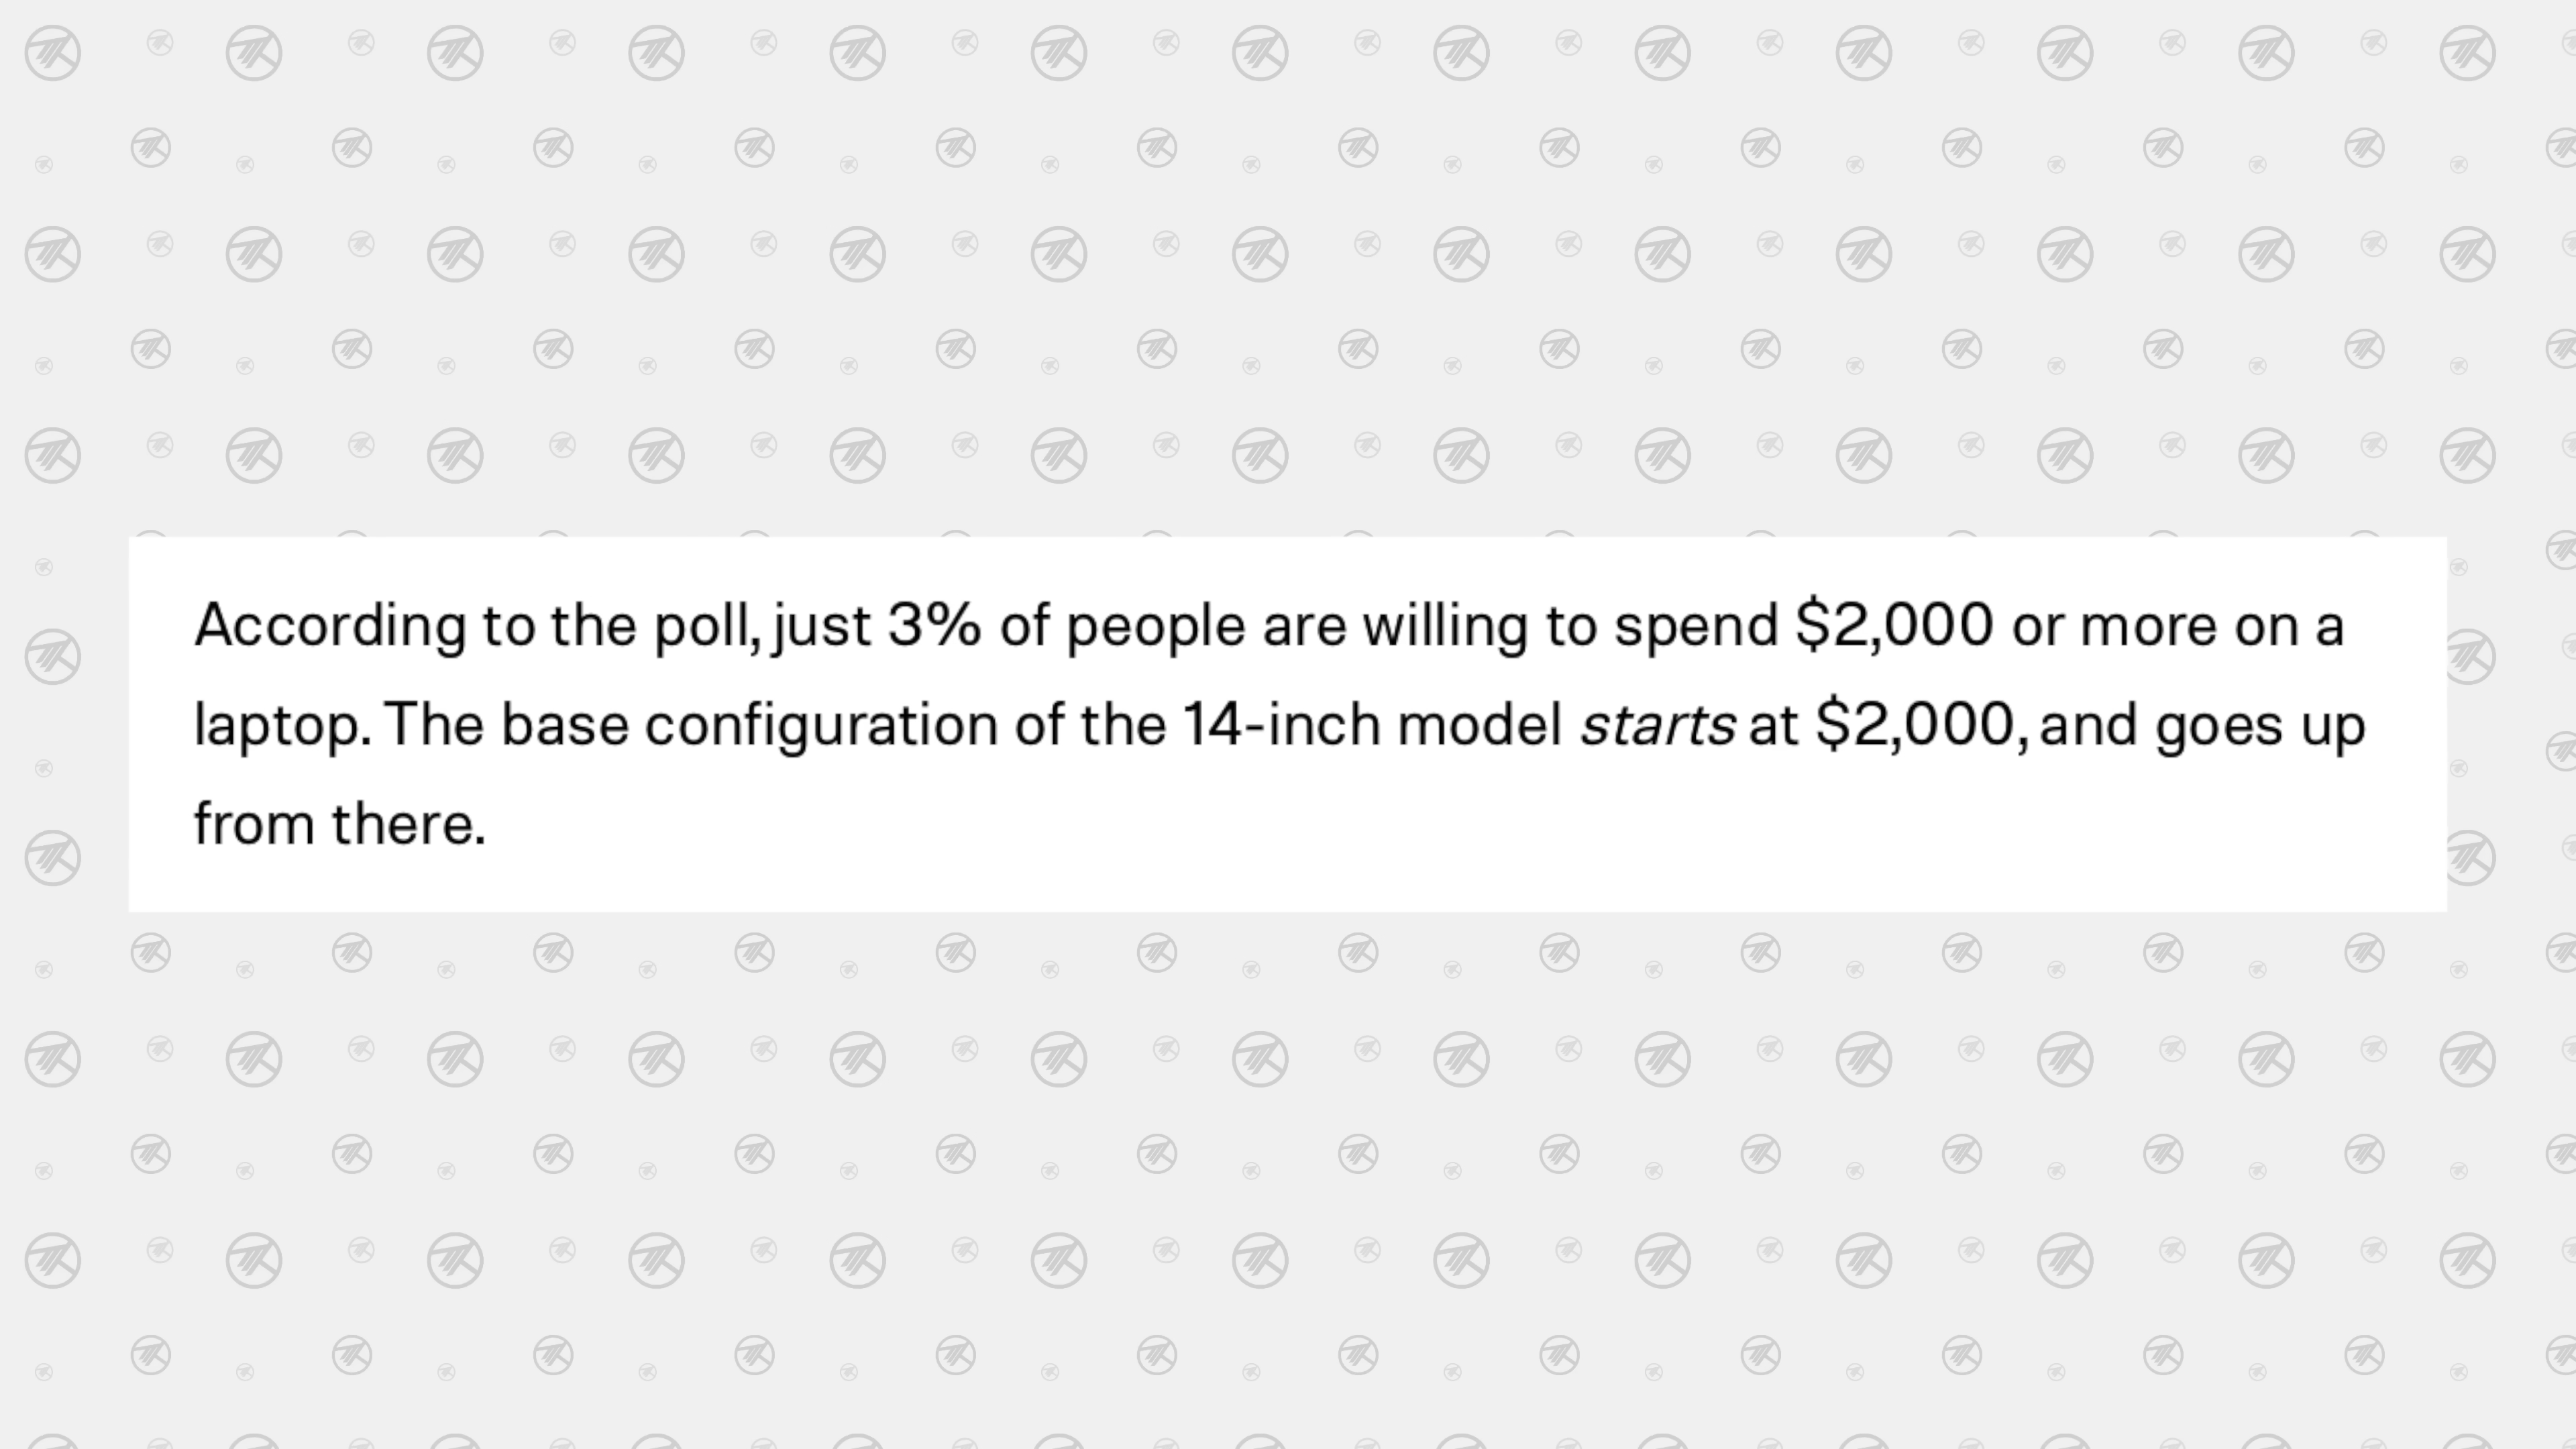 According to the poll, just 3% of people are willing to spend $2,000 or more on a
laptop. The base configuration of the 14-inch model starts at $2,000, and goes up
from there.